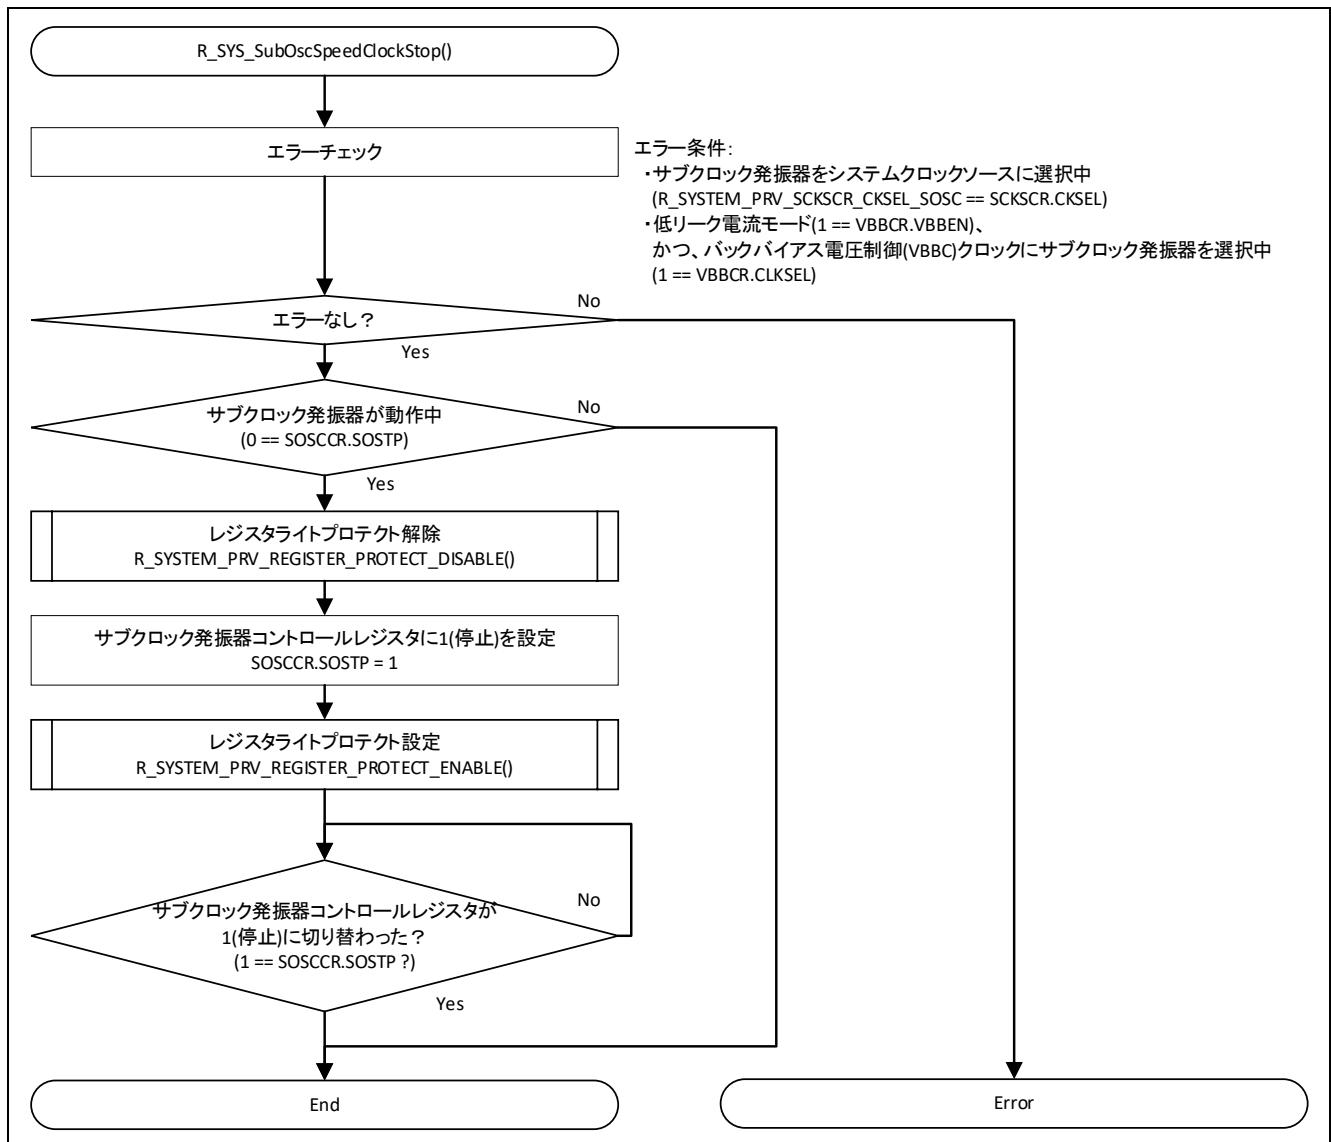 R_SYS_SubOscSpeedClockStop()
エラーチェック
エラー条件:
・サブクロック発振器をシステムクロックソースに選択中
(R_SYSTEM_PRV_SCKSCR_CKSEL_SOSC == SCKSCR.CKSEL)
・低リーク電流モード(1 == VBBCR.VBBEN)、
かつ、バックバイアス電圧制御(VBBC)クロックにサブクロック発振器を選択中
(1 == VBBCR.CLKSEL)
エラーなし?
No
Yes
サブクロック発振器が動作中
(0 == SOSCCR.SOSTP)
No
Yes
レジスタライトプロテクト解除
R_SYSTEM_PRV_REGISTER_PROTECT_DISABLE()
サブクロック発振器コントロールレジスタに1(停止)を設定
SOSCCR.SOSTP = 1
レジスタライトプロテクト設定
R_SYSTEM_PRV_REGISTER_PROTECT_ENABLE()
サブクロック発振器コントロールレジスタが
1(停止)に切り替わった?
(1 == SOSCCR.SOSTP ?)
No
Yes
End
Error